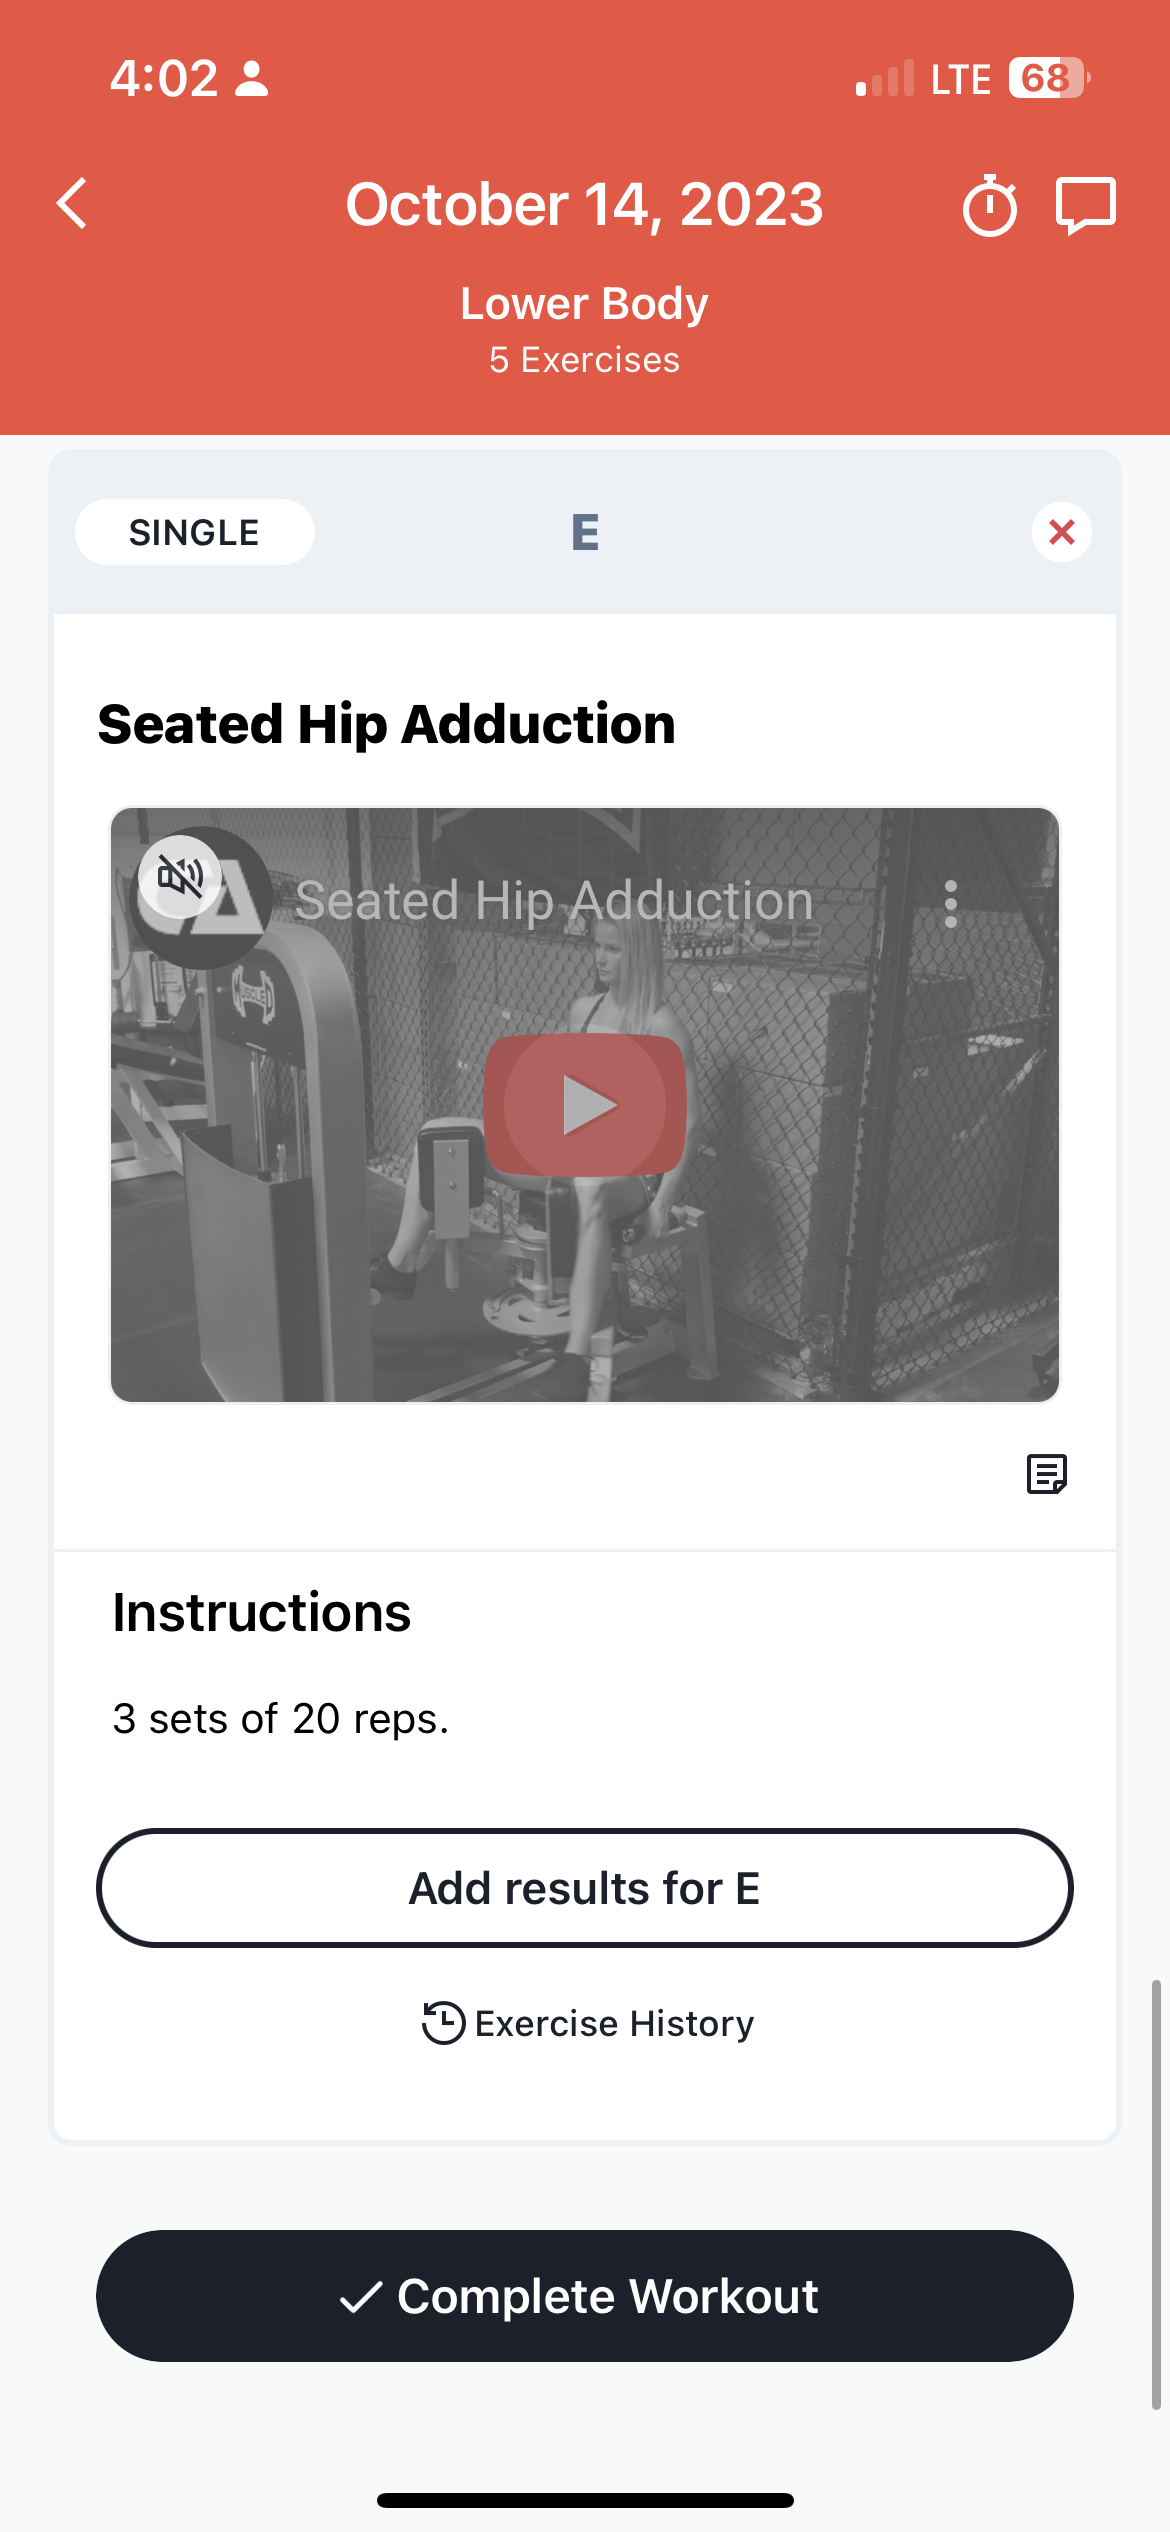 4:02
LTE 68
October 14, 2023
Lower Body
5 Exercises
SINGLE
E
Seated Hip Adduction
Seated Hip Adduction
MUSCLED
Instructions
3 sets of 20 reps.
Add results for E
Exercise History
Complete Workout